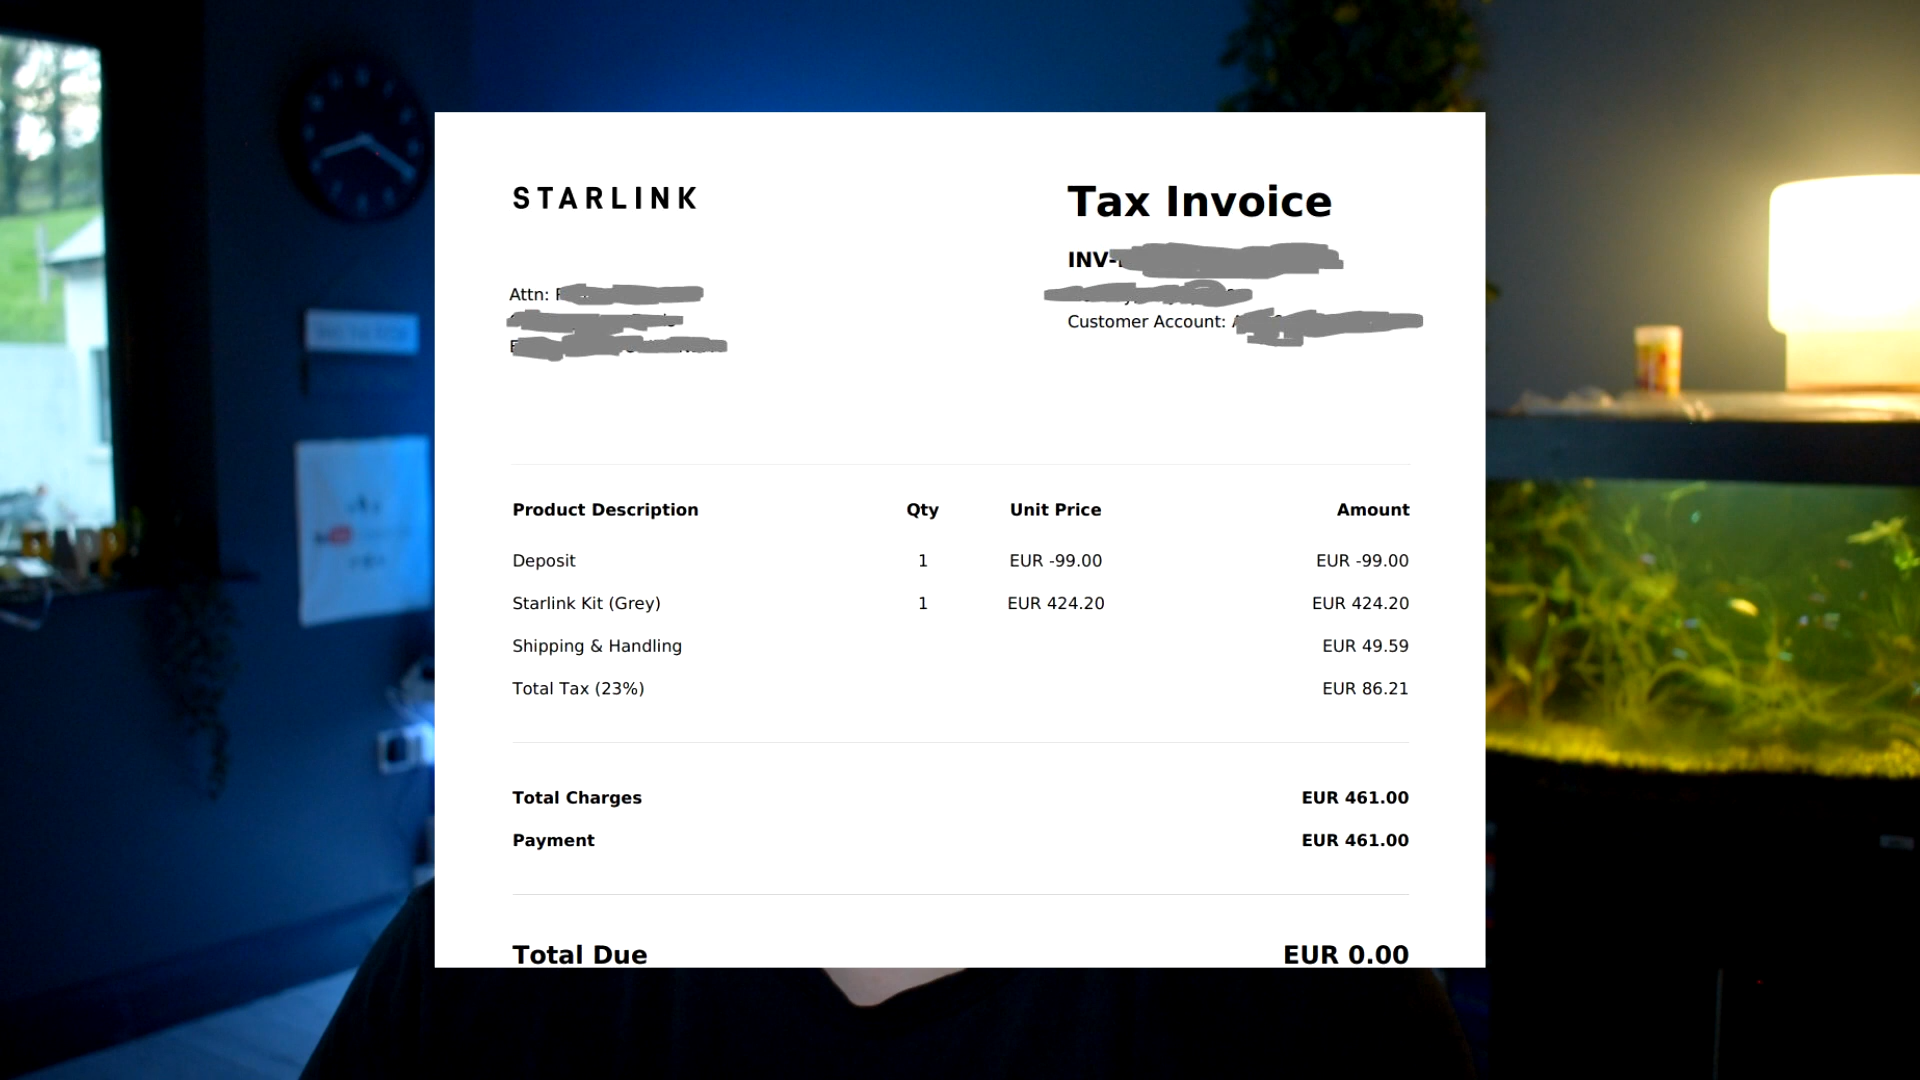 STARLINK
Tax Invoice
INV-
Attn:
Customer Account:
Product Description Qty Unit Price Amount
Deposit 1 EUR -99.00 EUR -99.00
Starlink Kit (Grey) 1 EUR 424.20 EUR 424.20
Shipping & Handling EUR 49.59
Total Tax (23%) EUR 86.21
Total Charges EUR 461.00
Payment EUR 461.00
Total Due EUR 0.00